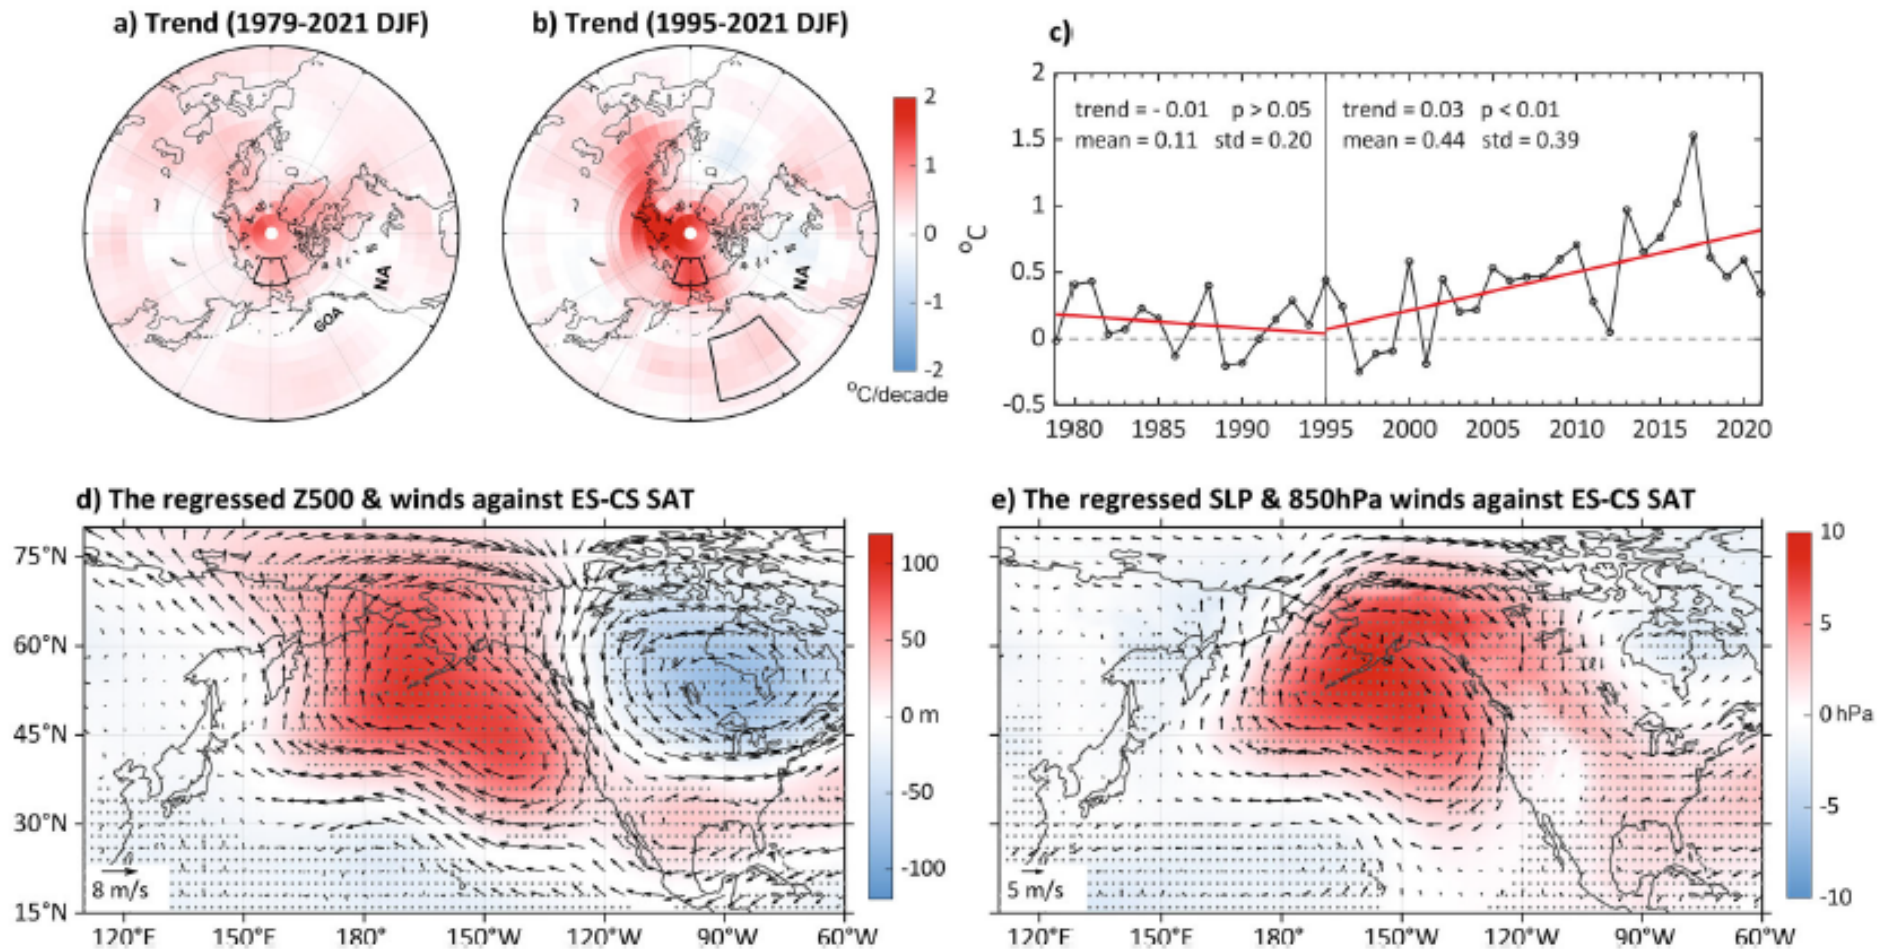 a) Trend (1979-2021 DJF)
b) Trend (1995-2021 DJF)
c)
NA
GOA
NA
2
1
0
-1
-2
°C/decade
2
1.5
1
0.5
0
-0.5
°C
trend = - 0.01 p > 0.05
mean = 0.11 std = 0.20
trend = 0.03 p < 0.01
mean = 0.44 std = 0.39
1980 1985 1990 1995 2000 2005 2010 2015 2020
d) The regressed Z500 & winds against ES-CS SAT
75°N
60°N
45°N
30°N
15°N
8 m/s
120°E 150°E 180° 150°W 120°W 90°W 60°W
100
50
0 m
-50
-100
e) The regressed SLP & 850hPa winds against ES-CS SAT
5 m/s
120°E 150°E 180° 150°W 120°W 90°W 60°W
10
5
0 hPa
-5
-10